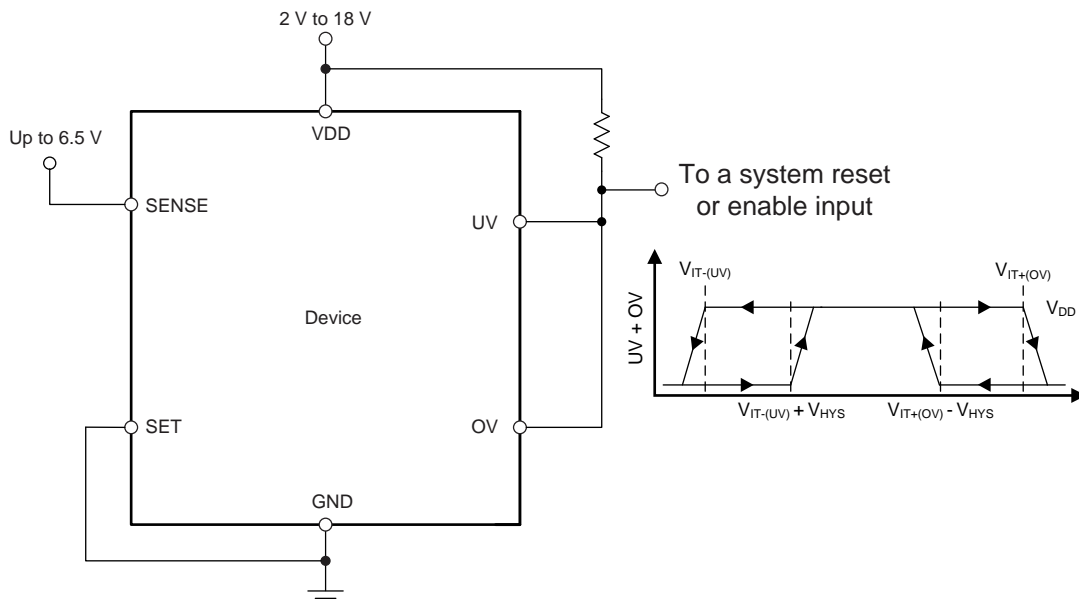 2 V to 18 V
VDD
Up to 6.5 V
SENSE
UV
To a system reset
or enable input
Device
SET
OV
GND
UV + OV
V_IT-(UV)
V_IT+(OV)
V_DD
V_IT-(UV) + V_HYS
V_IT+(OV) - V_HYS